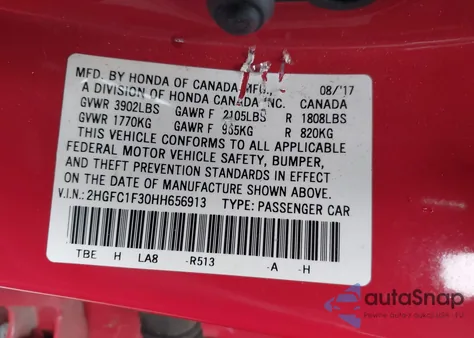 MFD. BY HONDA OF CANADA MFG., 08/'17
A DIVISION OF HONDA CANADA INC. CANADA
GVWR 3902LBS GAWR F 2105LBS R 1808LBS
GVWR 1770KG GAWR F 955KG R 820KG
THIS VEHICLE CONFORMS TO ALL APPLICABLE
FEDERAL MOTOR VEHICLE SAFETY, BUMPER,
AND THEFT PREVENTION STANDARDS IN EFFECT
ON THE DATE OF MANUFACTURE SHOWN ABOVE.
V.I.N.: 2HGFC1F30HH656913 TYPE: PASSENGER CAR
TBE H LA8 -R513 -A -H
autoSnap